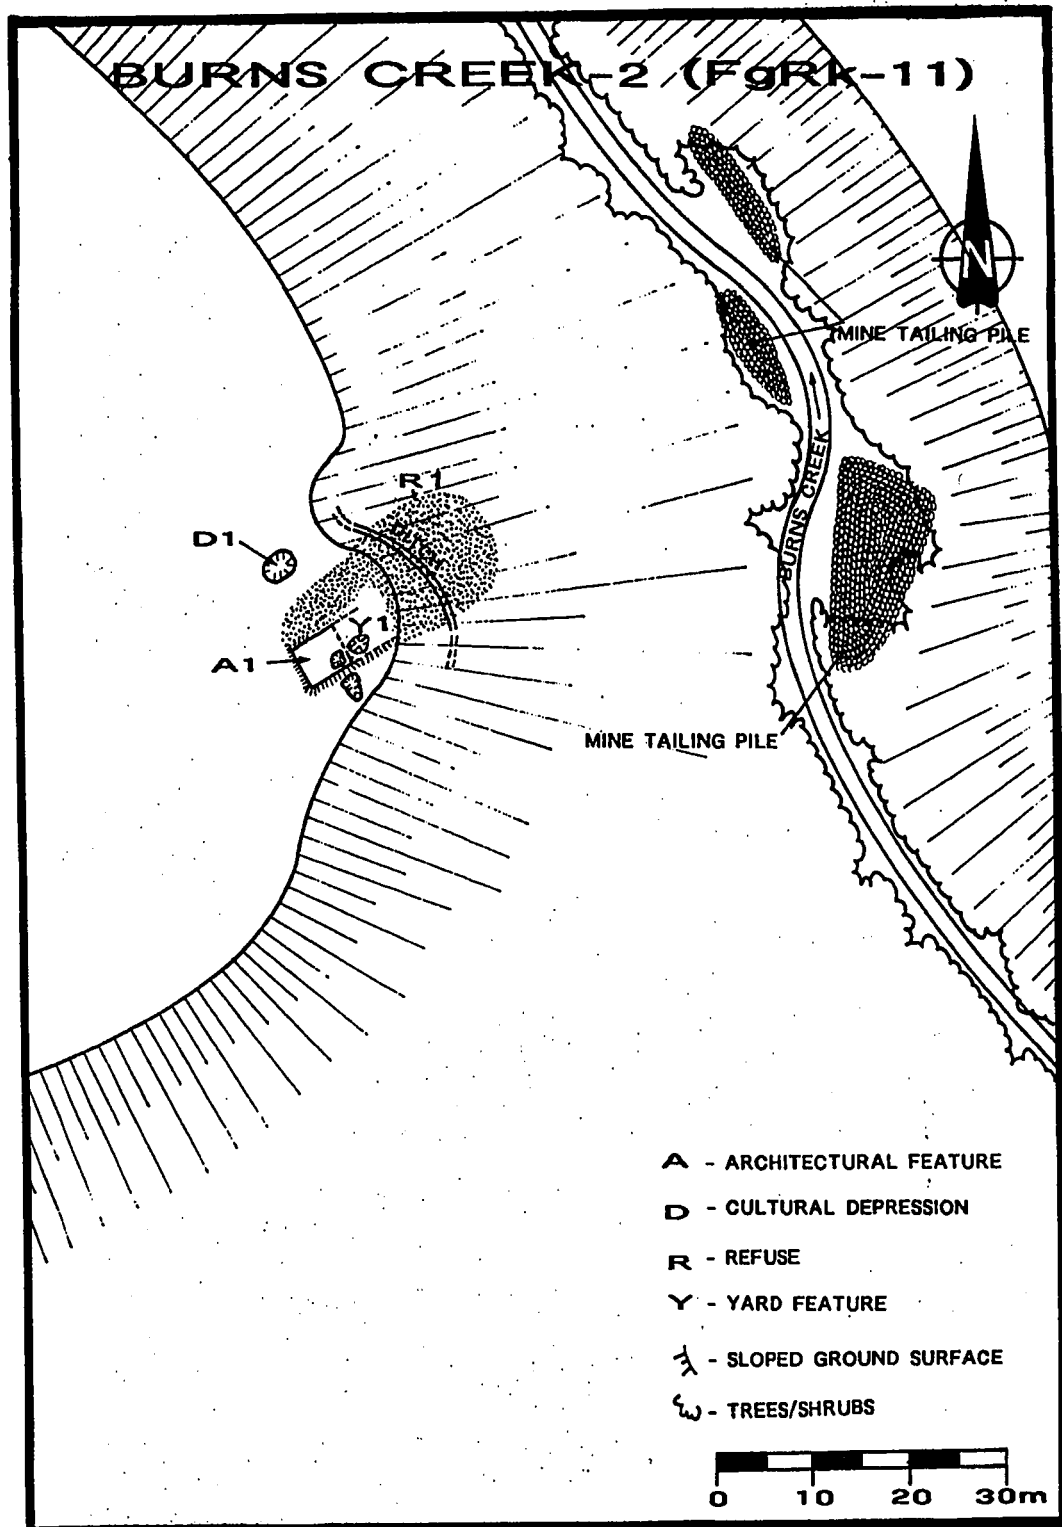 BURNS CREEK-2 (FgRk-11)
N
MINE TAILING PILE
BURNS CREEK
R1
D1
Y1
A1
MINE TAILING PILE
A - ARCHITECTURAL FEATURE
D - CULTURAL DEPRESSION
R - REFUSE
Y - YARD FEATURE
- SLOPED GROUND SURFACE
- TREES/SHRUBS
0 10 20 30m